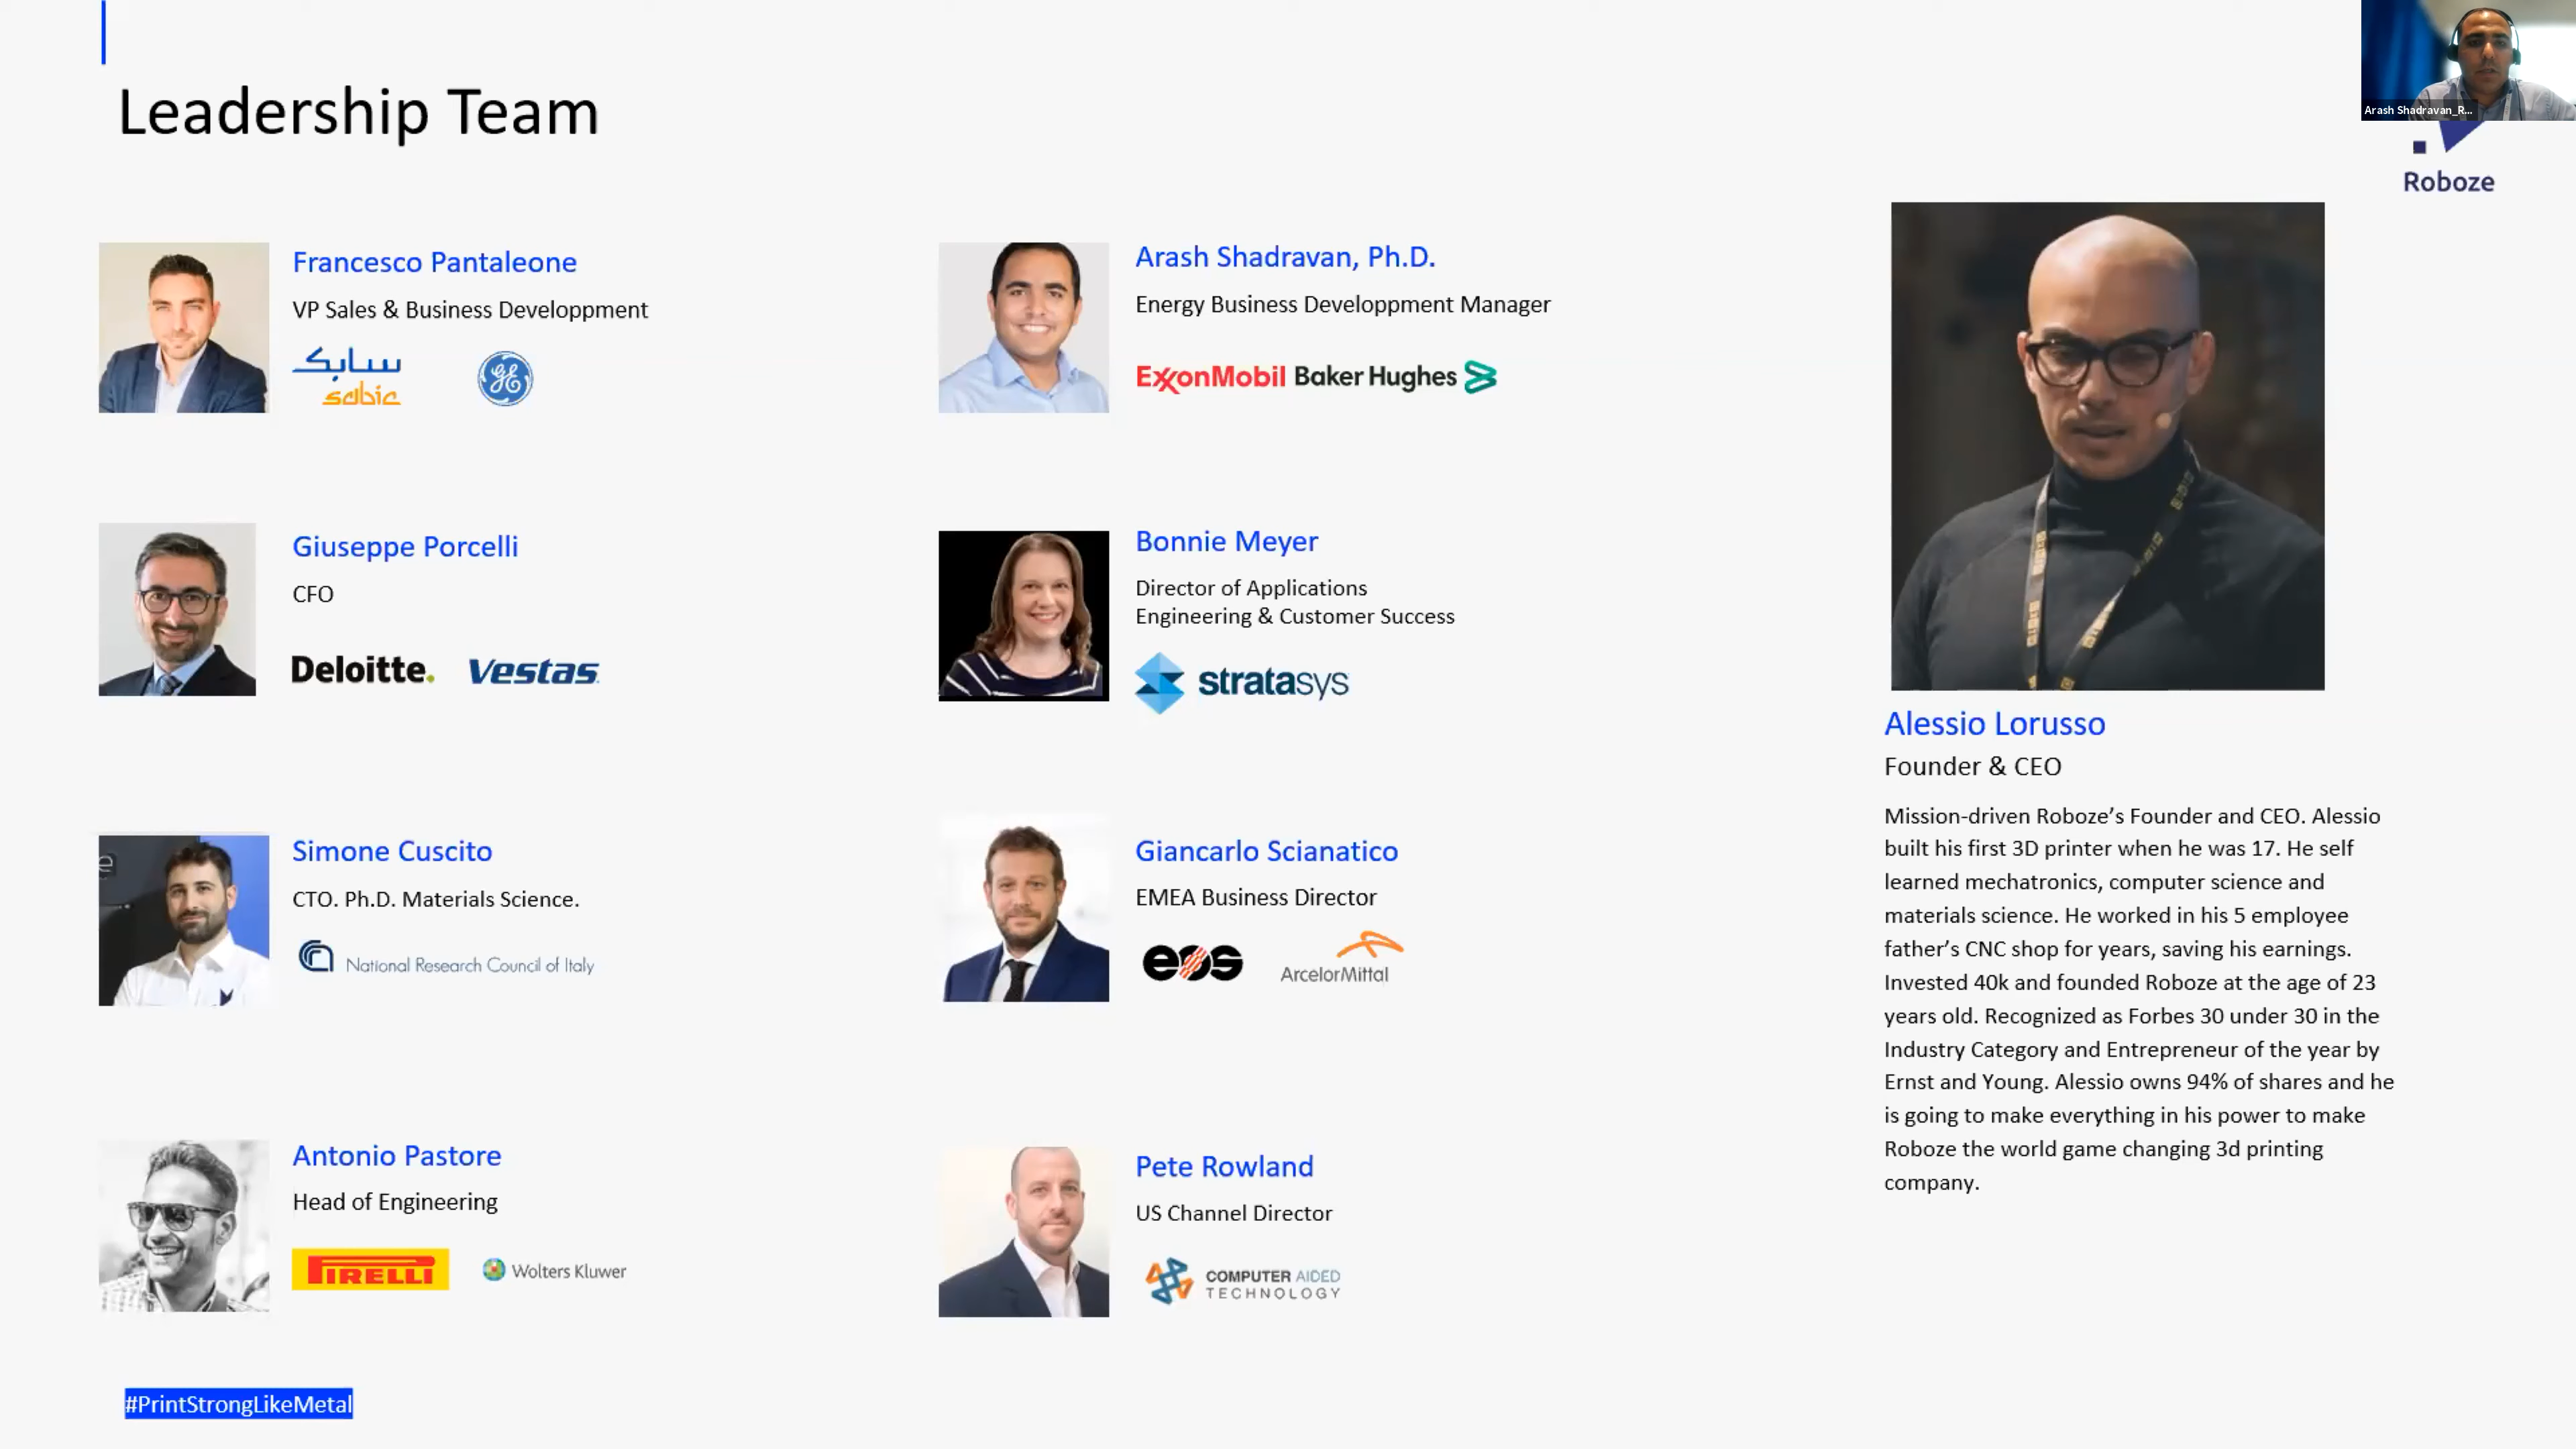 Leadership Team
Arash Shadravan_R...
Roboze
Francesco Pantaleone
VP Sales & Business Developpment
سابك
sabic
GE
Giuseppe Porcelli
CFO
Deloitte.
Vestas
Simone Cuscito
CTO. Ph.D. Materials Science.
National Research Council of Italy
Antonio Pastore
Head of Engineering
PIRELLI
Wolters Kluwer
Arash Shadravan, Ph.D.
Energy Business Developpment Manager
ExxonMobil
Baker Hughes
Bonnie Meyer
Director of Applications
Engineering & Customer Success
stratasys
Giancarlo Scianatico
EMEA Business Director
eos
ArcelorMittal
Pete Rowland
US Channel Director
COMPUTER AIDED
TECHNOLOGY
Alessio Lorusso
Founder & CEO
Mission-driven Roboze’s Founder and CEO. Alessio
built his first 3D printer when he was 17. He self
learned mechatronics, computer science and
materials science. He worked in his 5 employee
father’s CNC shop for years, saving his earnings.
Invested 40k and founded Roboze at the age of 23
years old. Recognized as Forbes 30 under 30 in the
Industry Category and Entrepreneur of the year by
Ernst and Young. Alessio owns 94% of shares and he
is going to make everything in his power to make
Roboze the world game changing 3d printing
company.
#PrintStrongLikeMetal